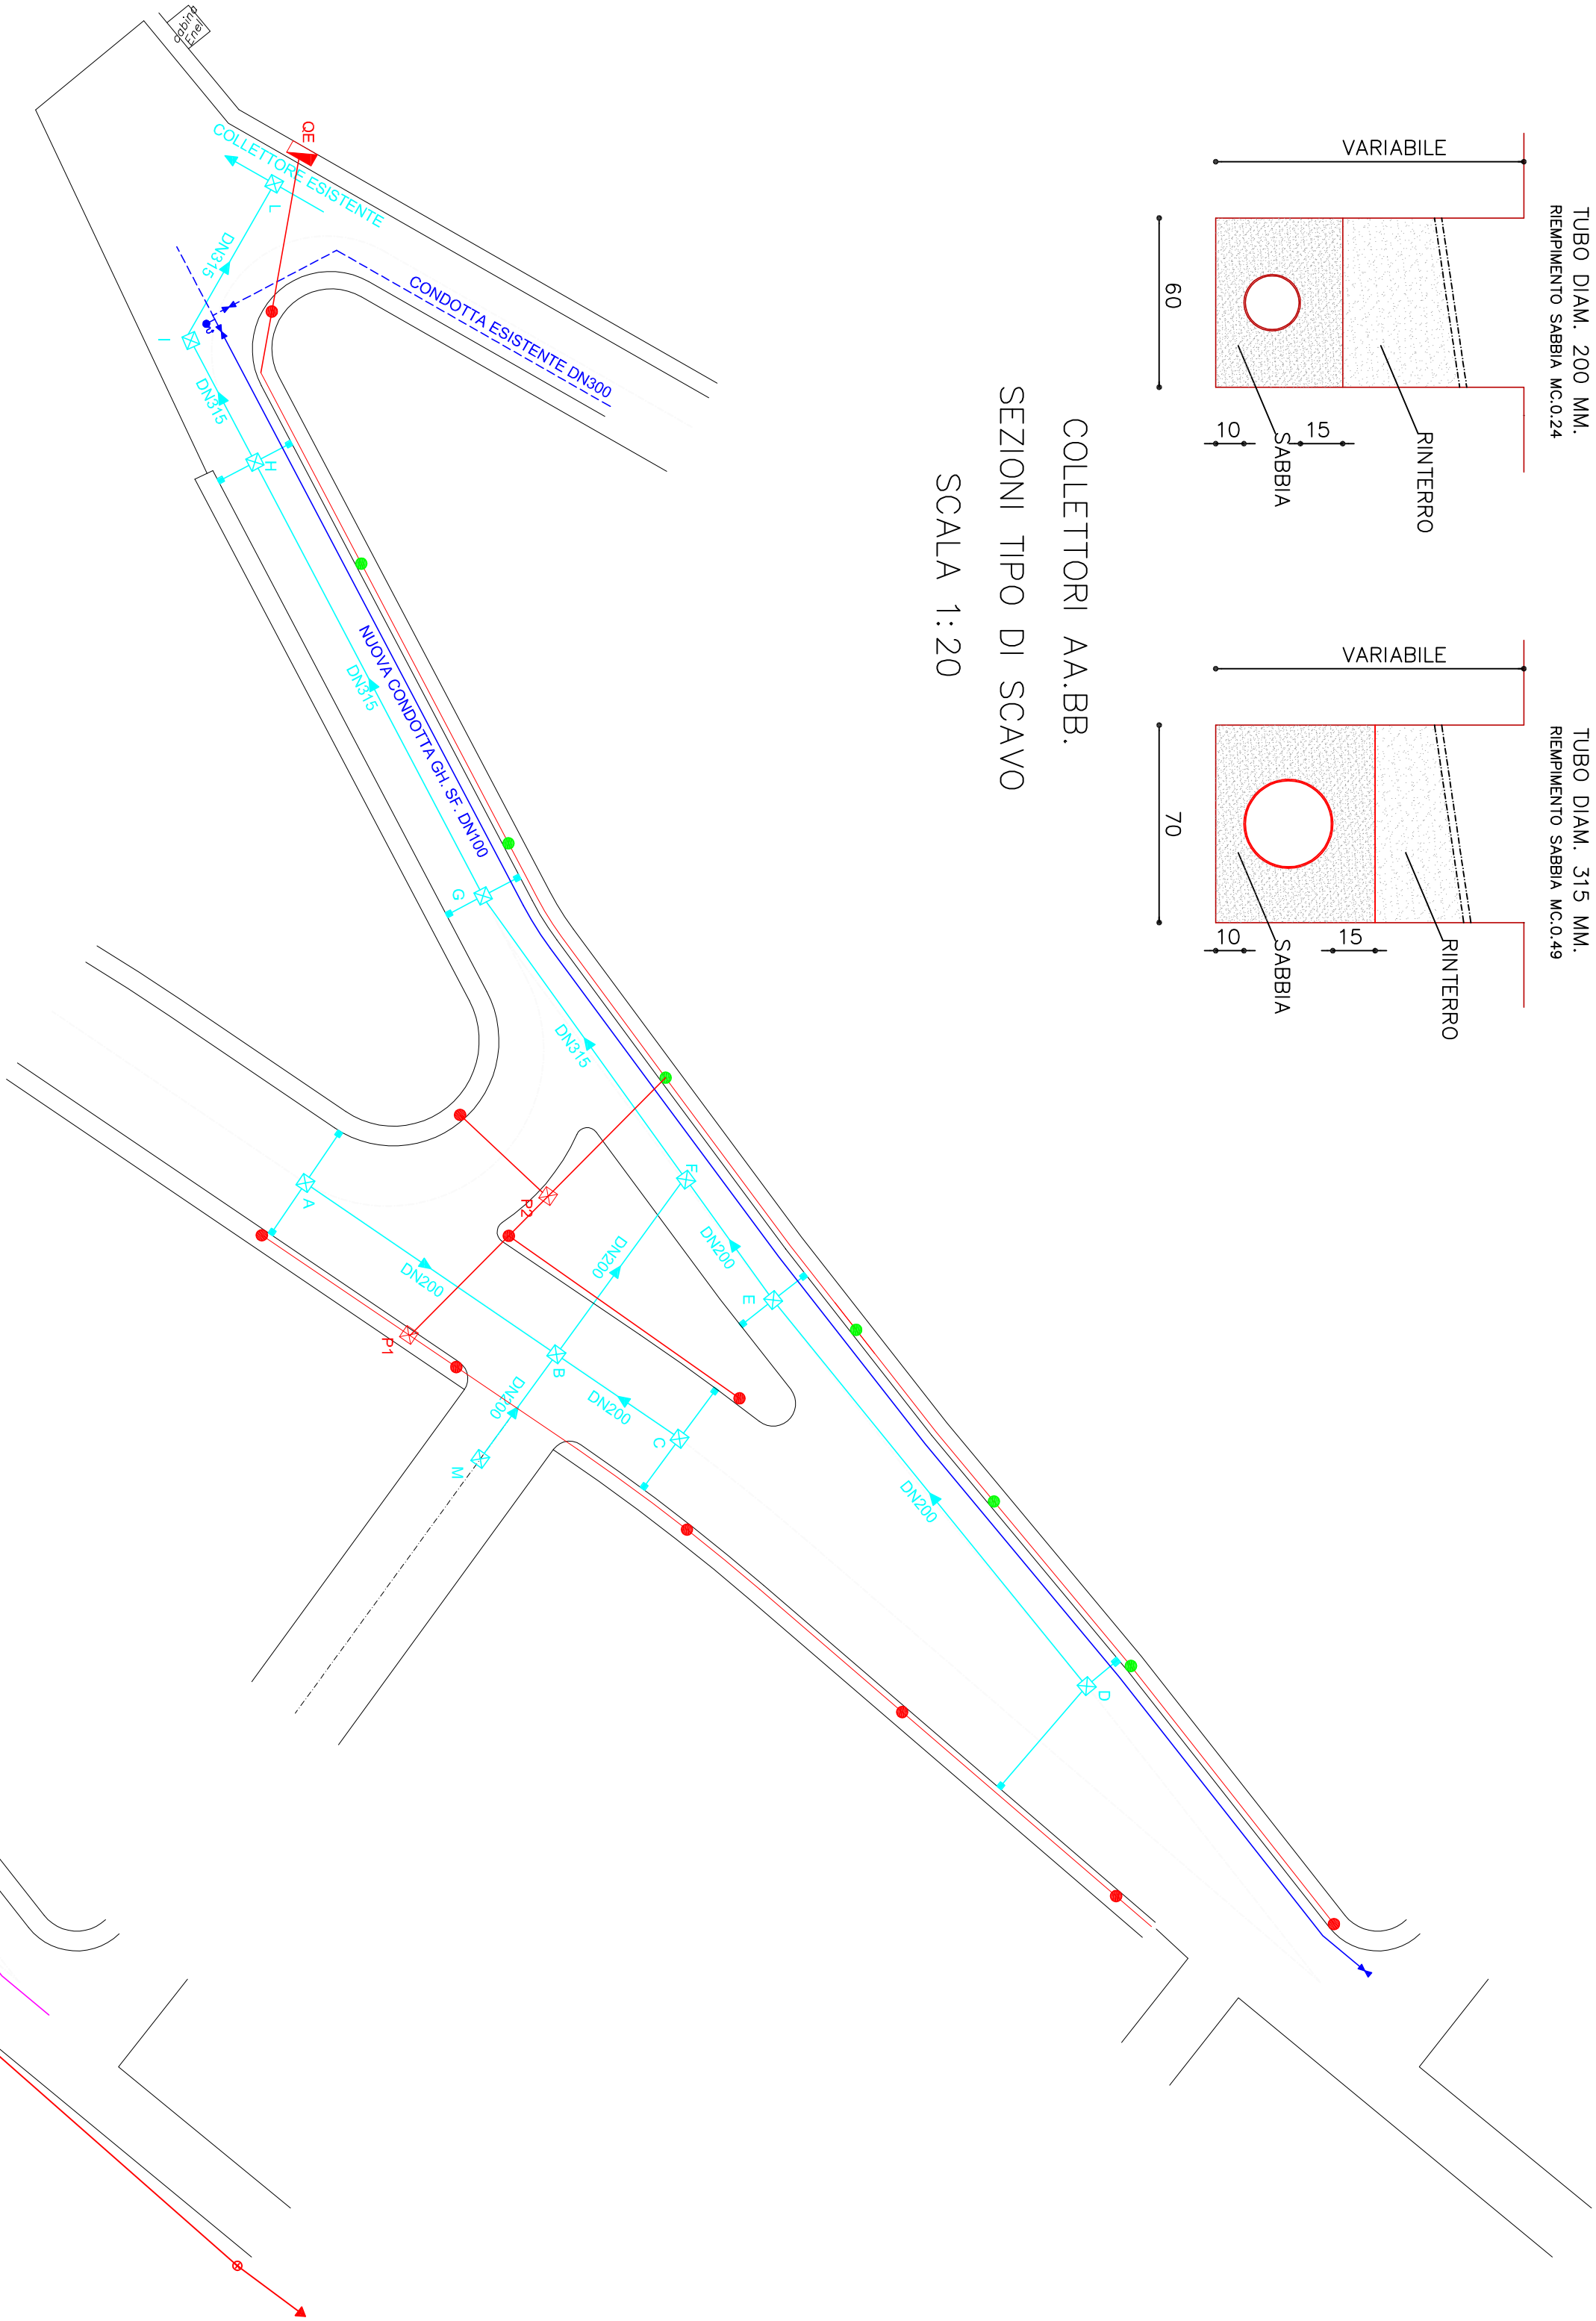 TUBO DIAM. 200 MM.
RIEMPIMENTO SABBIA MC.0.24
VARIABILE
60
10
15
SABBIA
RINTERRO
TUBO DIAM. 315 MM.
RIEMPIMENTO SABBIA MC.0.49
VARIABILE
70
10
15
SABBIA
RINTERRO
COLLETTORI AA.BB.
SEZIONI TIPO DI SCAVO
SCALA 1:20
cabina
Enel
QE
COLLETTORE ESISTENTE
L
DN315
CONDOTTA ESISTENTE DN300
I
DN315
H
NUOVA CONDOTTA GH. SF. DN100
DN315
G
DN315
F
DN200
E
DN200
D
A
DN200
P2
DN200
P1
B
DN200
DN200
C
M